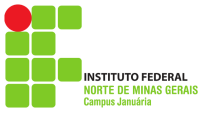 INSTITUTO FEDERAL
NORTE DE MINAS GERAIS
Campus Januária